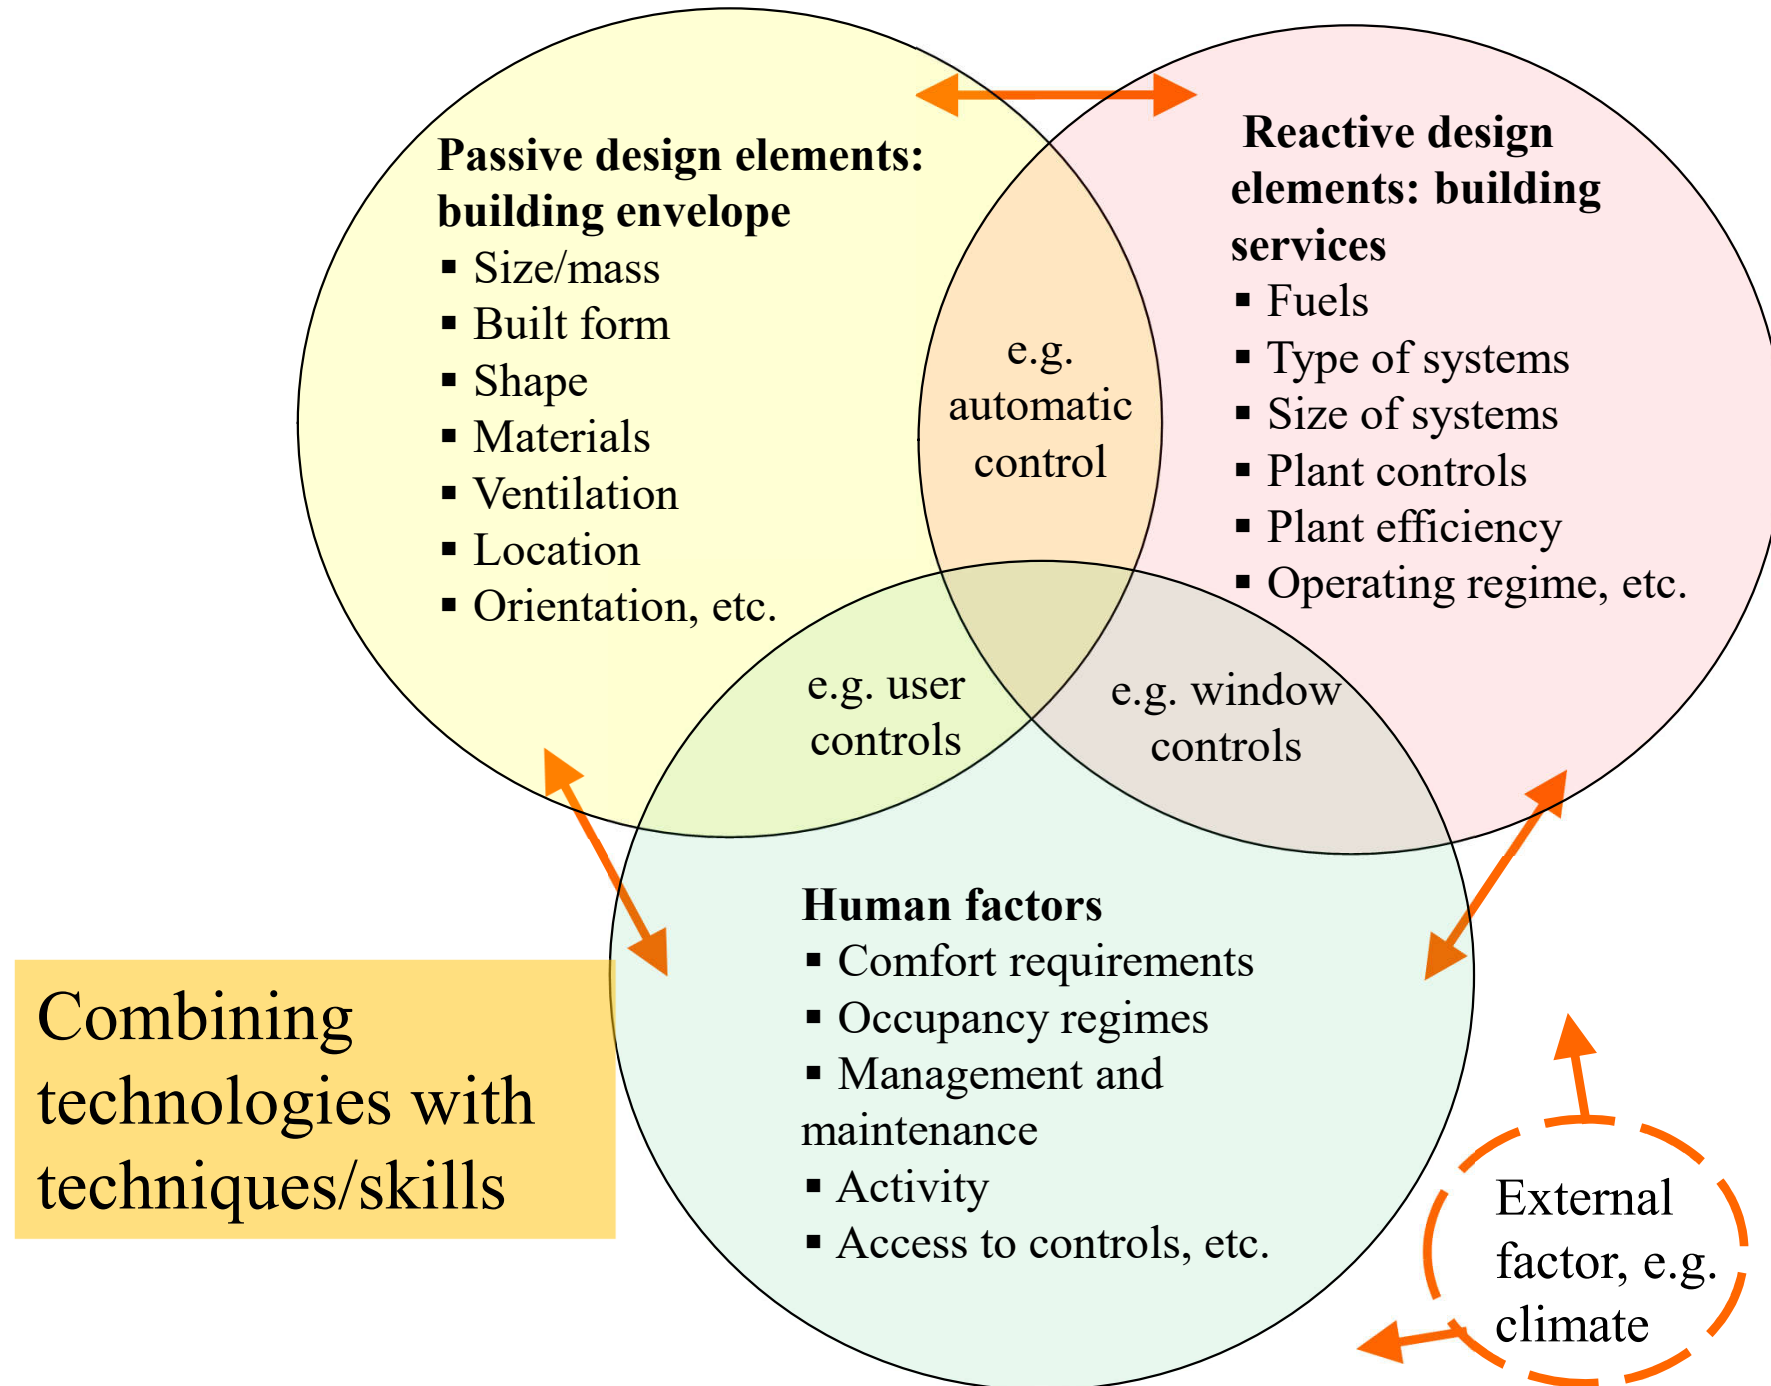 Passive design elements:
building envelope
▪ Size/mass
▪ Built form
▪ Shape
▪ Materials
▪ Ventilation
▪ Location
▪ Orientation, etc.
Reactive design
elements: building
services
▪ Fuels
▪ Type of systems
▪ Size of systems
▪ Plant controls
▪ Plant efficiency
▪ Operating regime, etc.
e.g.
automatic
control
e.g. user
controls
e.g. window
controls
Human factors
▪ Comfort requirements
▪ Occupancy regimes
▪ Management and
maintenance
▪ Activity
▪ Access to controls, etc.
Combining
technologies with
techniques/skills
External
factor, e.g.
climate